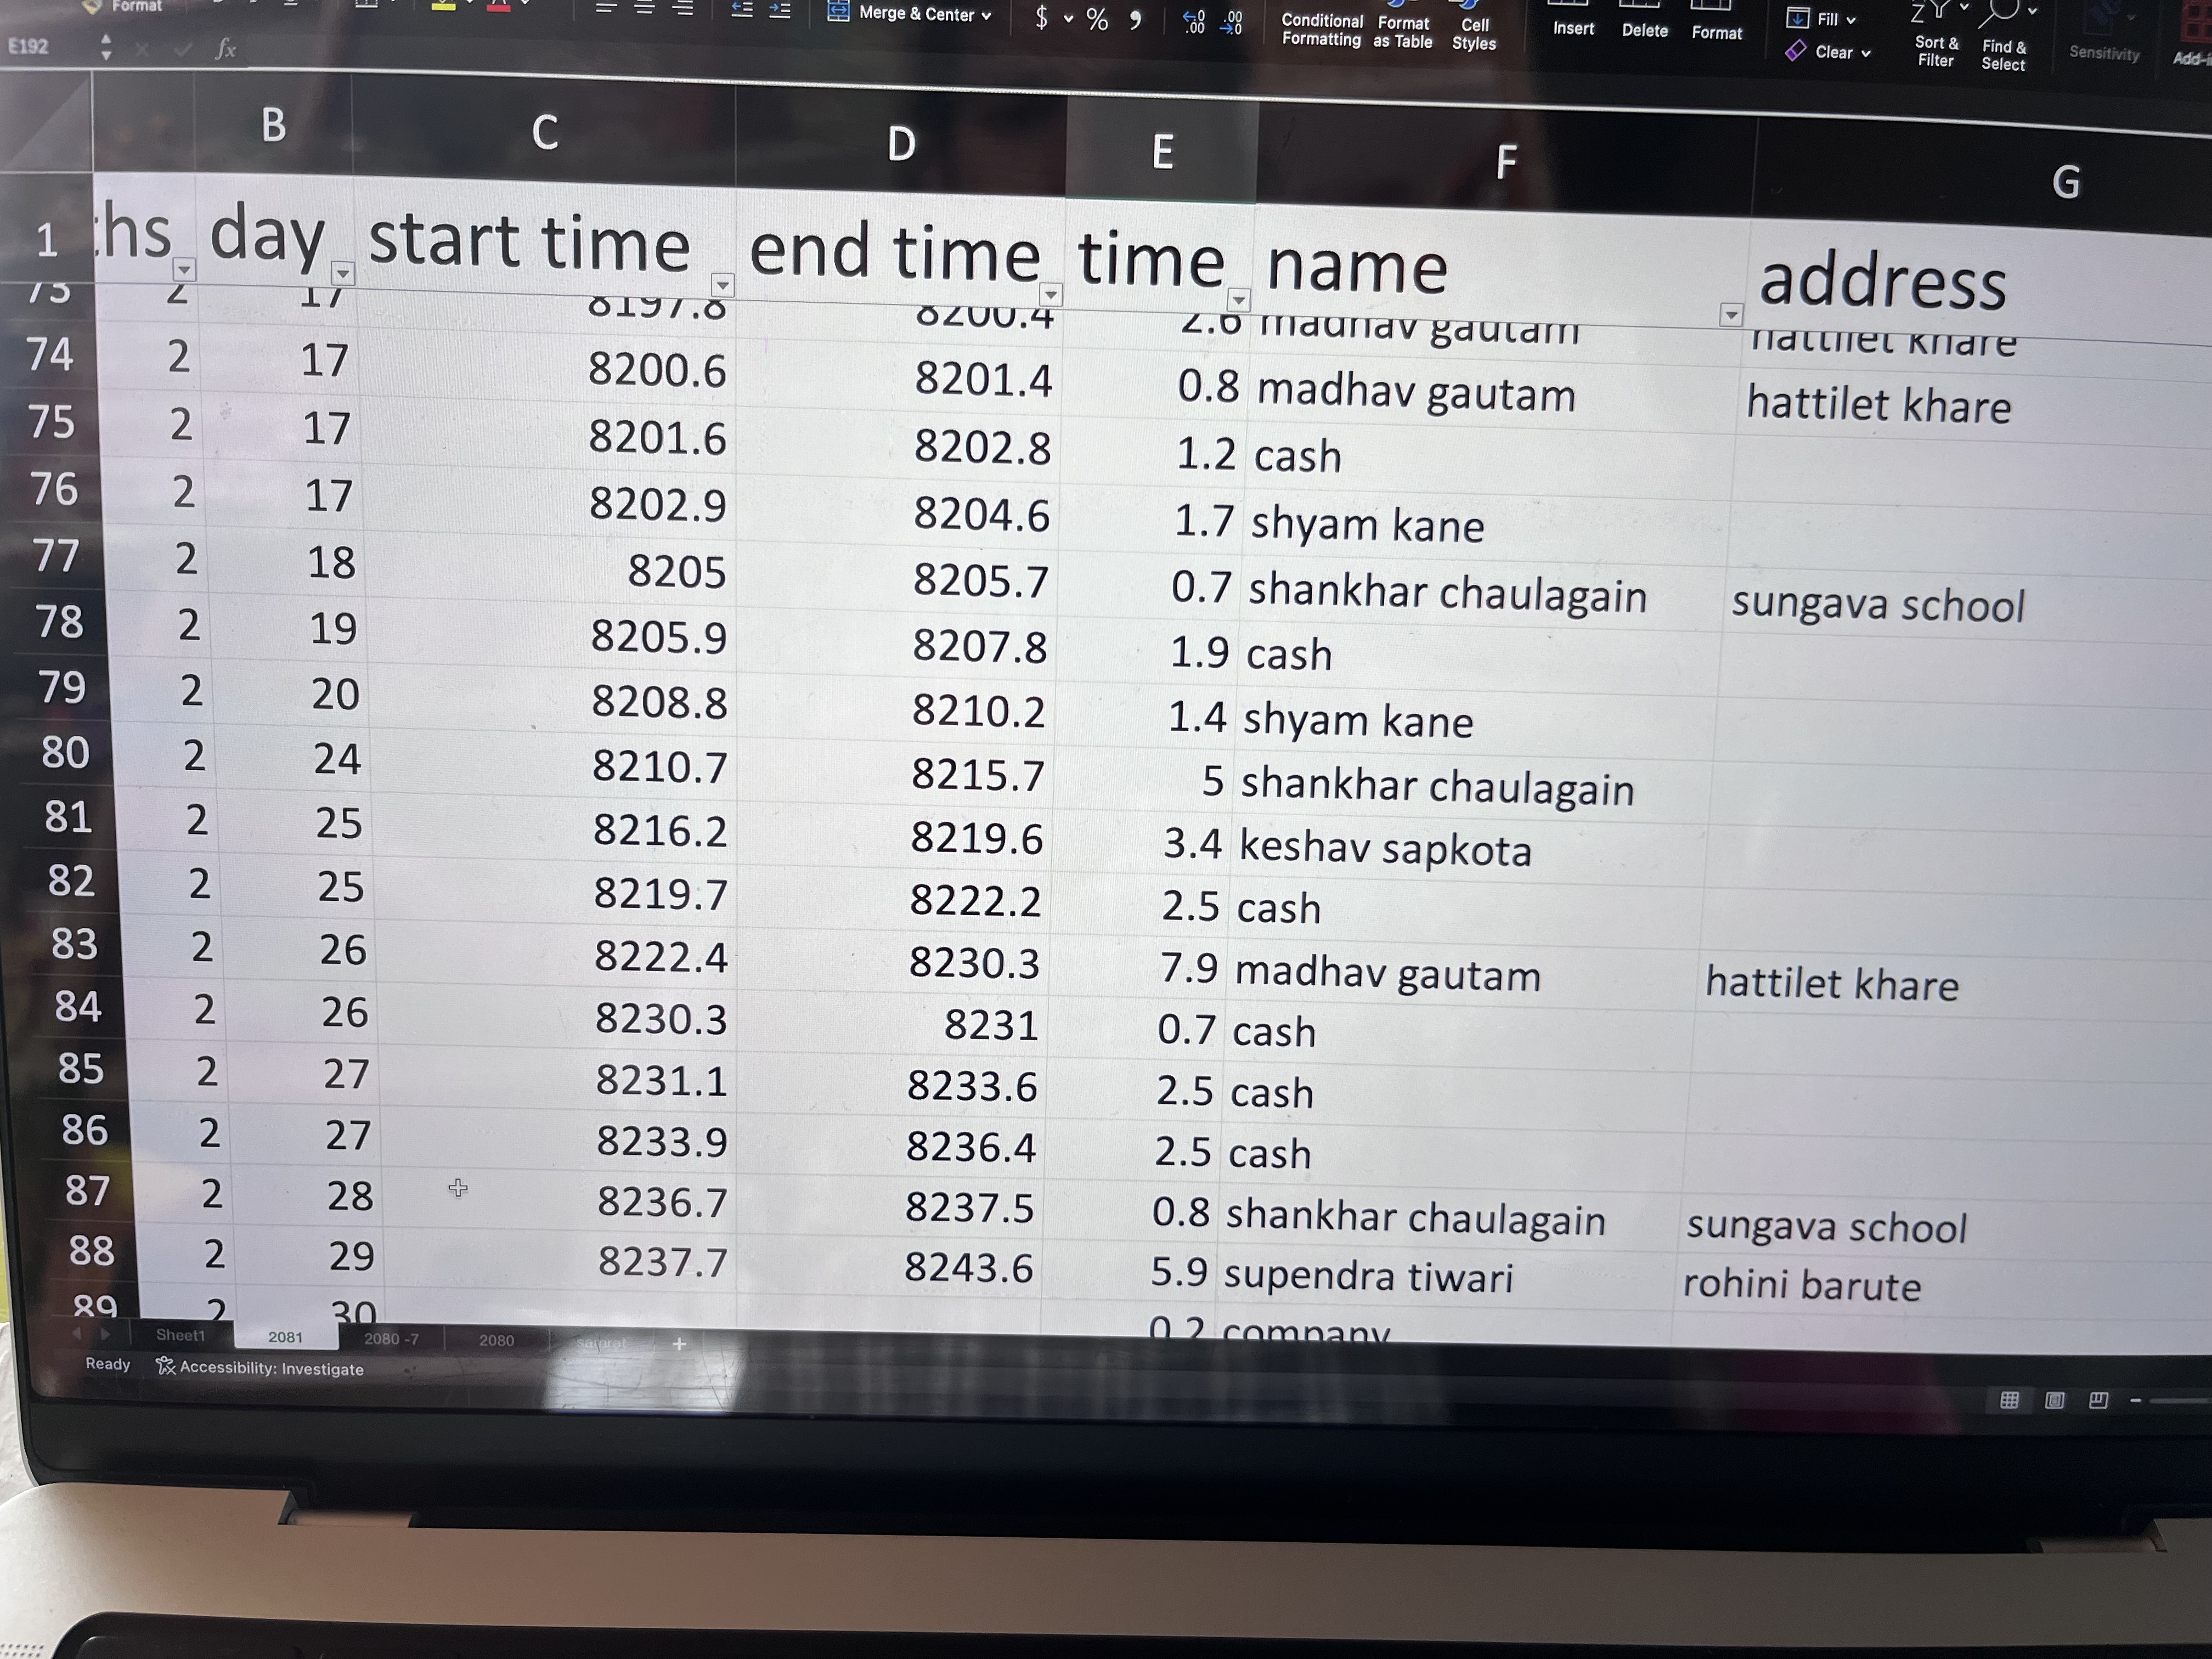 Format
Merge & Center
$ % 9
Conditional Formatting
Format as Table
Cell Styles
Insert
Delete
Format
Fill
Clear
Sort & Filter
Find & Select
Sensitivity
E192
fx
B C D E F G
1 ths day start time end time time name address
73 2 17 8197.8 8200.4 2.6 madhav gautam hattilet khare
74 2 17 8200.6 8201.4 0.8 madhav gautam hattilet khare
75 2 17 8201.6 8202.8 1.2 cash
76 2 17 8202.9 8204.6 1.7 shyam kane
77 2 18 8205 8205.7 0.7 shankhar chaulagain sungava school
78 2 19 8205.9 8207.8 1.9 cash
79 2 20 8208.8 8210.2 1.4 shyam kane
80 2 24 8210.7 8215.7 5 shankhar chaulagain
81 2 25 8216.2 8219.6 3.4 keshav sapkota
82 2 25 8219.7 8222.2 2.5 cash
83 2 26 8222.4 8230.3 7.9 madhav gautam hattilet khare
84 2 26 8230.3 8231 0.7 cash
85 2 27 8231.1 8233.6 2.5 cash
86 2 27 8233.9 8236.4 2.5 cash
87 2 28 8236.7 8237.5 0.8 shankhar chaulagain sungava school
88 2 29 8237.7 8243.6 5.9 supendra tiwari rohini barute
89 2 30 0.2 company
Sheet1 2081 2080 -7 2080 +
Ready Accessibility: Investigate